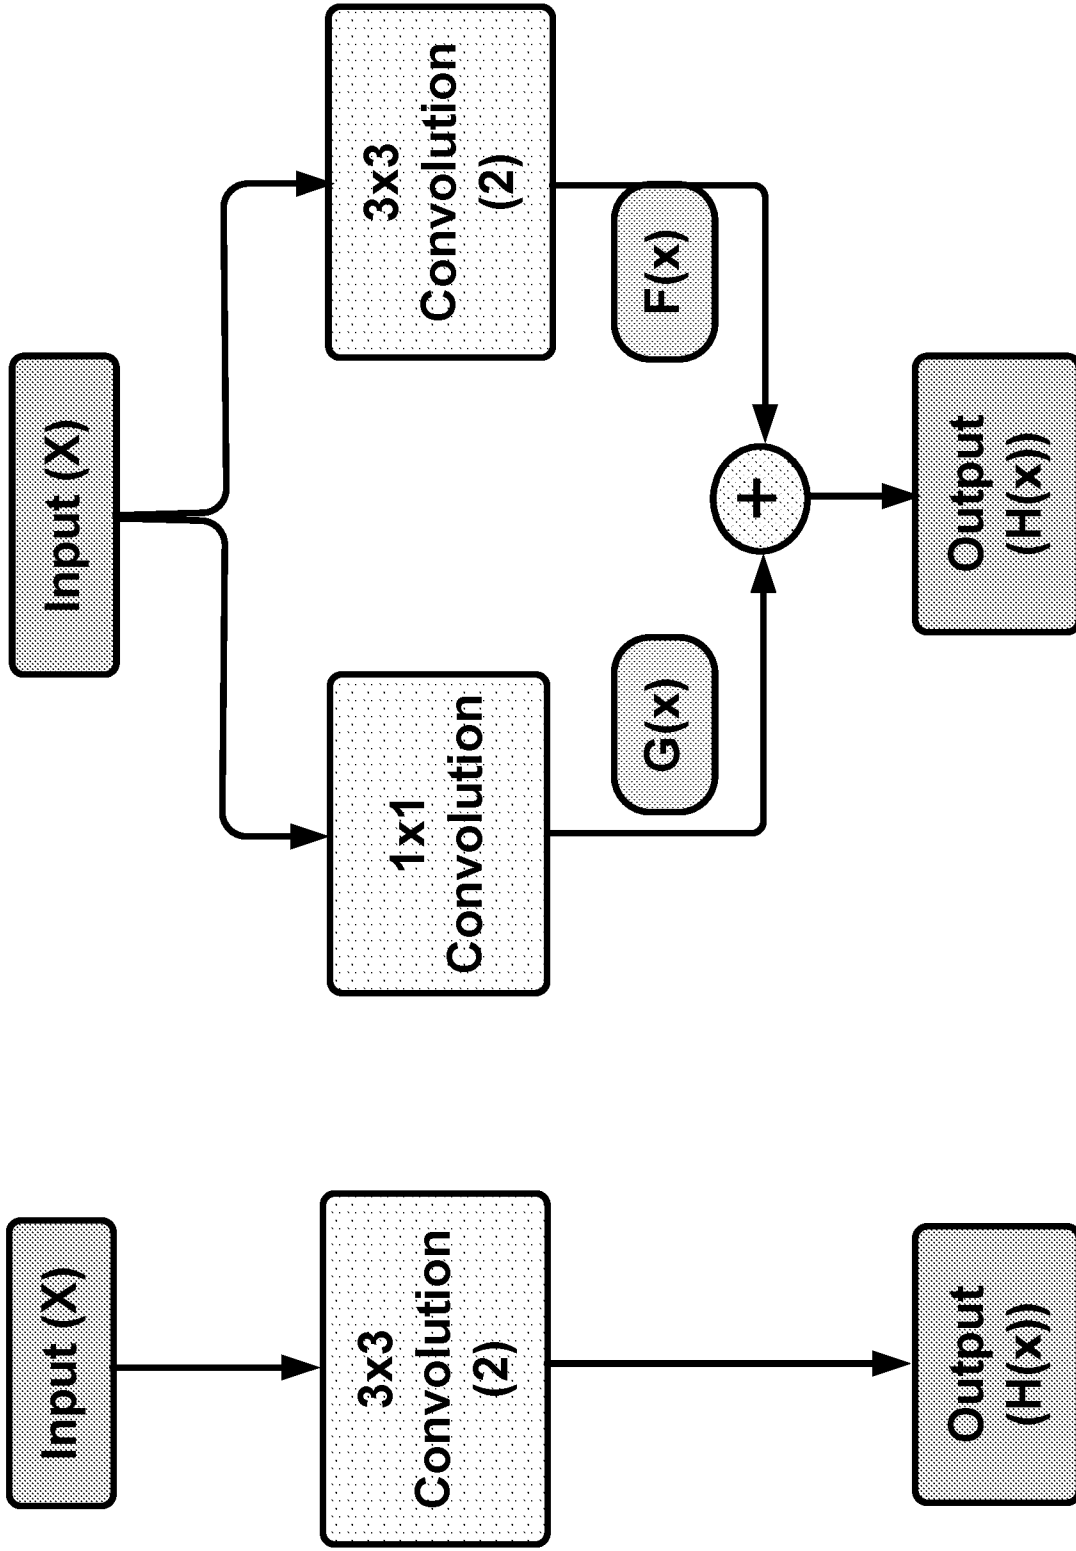 Input (X)
3x3
Convolution
(2)
Output
(H(x))
Input (X)
1x1
Convolution
3x3
Convolution
(2)
G(x)
F(x)
+
Output
(H(x))